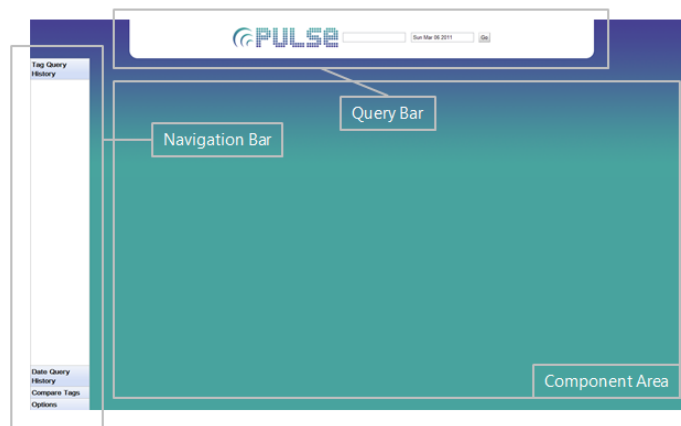 PULSE
Sun Mar 06 2011
Go
Tag Query
History
Query Bar
Navigation Bar
Date Query
History
Compare Tags
Options
Component Area